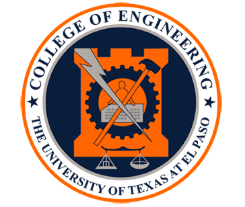 COLLEGE OF ENGINEERING
THE UNIVERSITY OF TEXAS AT EL PASO